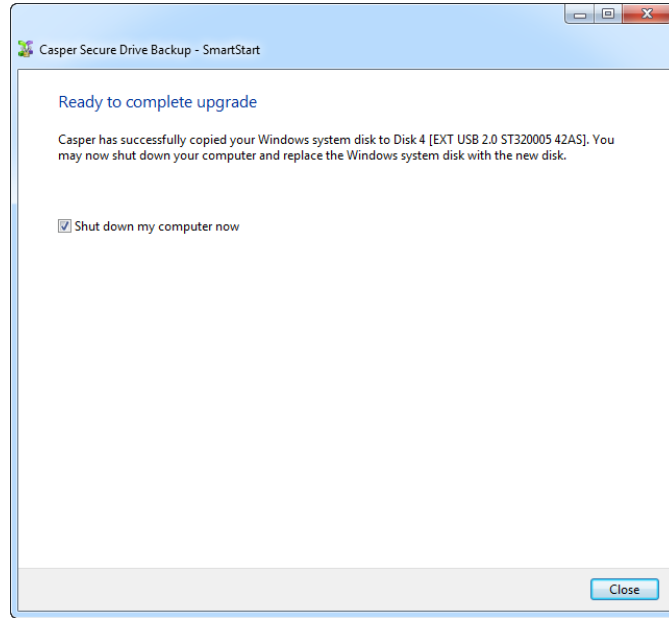 Casper Secure Drive Backup - SmartStart
Ready to complete upgrade
Casper has successfully copied your Windows system disk to Disk 4 [EXT USB 2.0 ST320005 42AS]. You
may now shut down your computer and replace the Windows system disk with the new disk.
Shut down my computer now
Close